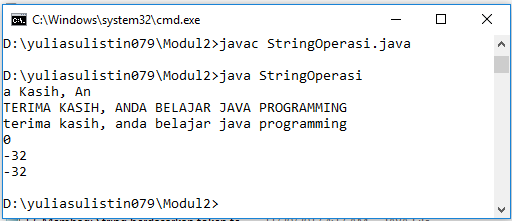 C:\Windows\system32\cmd.exe
D:\yuliasulistin079\Modul2>javac StringOperasi.java
D:\yuliasulistin079\Modul2>java StringOperasi
a Kasih, An
TERIMA KASIH, ANDA BELAJAR JAVA PROGRAMMING
terima kasih, anda belajar java programming
0
-32
-32
D:\yuliasulistin079\Modul2>